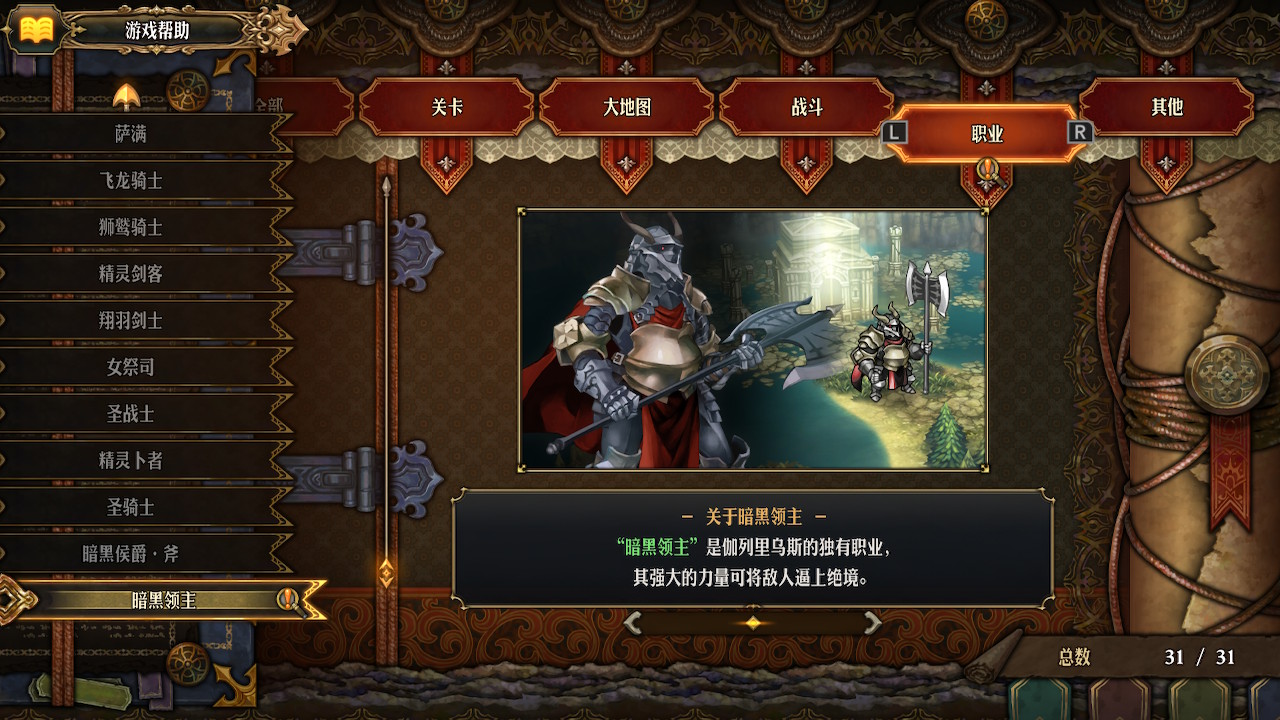 游戏帮助
全部
关卡
大地图
战斗
L
职业
R
其他
萨满
飞龙骑士
狮鹫骑士
精灵剑客
翔羽剑士
女祭司
圣战士
精灵卜者
圣骑士
暗黑侯爵·斧
暗黑领主
– 关于暗黑领主 –
“暗黑领主”是伽列里乌斯的独有职业，
其强大的力量可将敌人逼上绝境。
总数 31 / 31